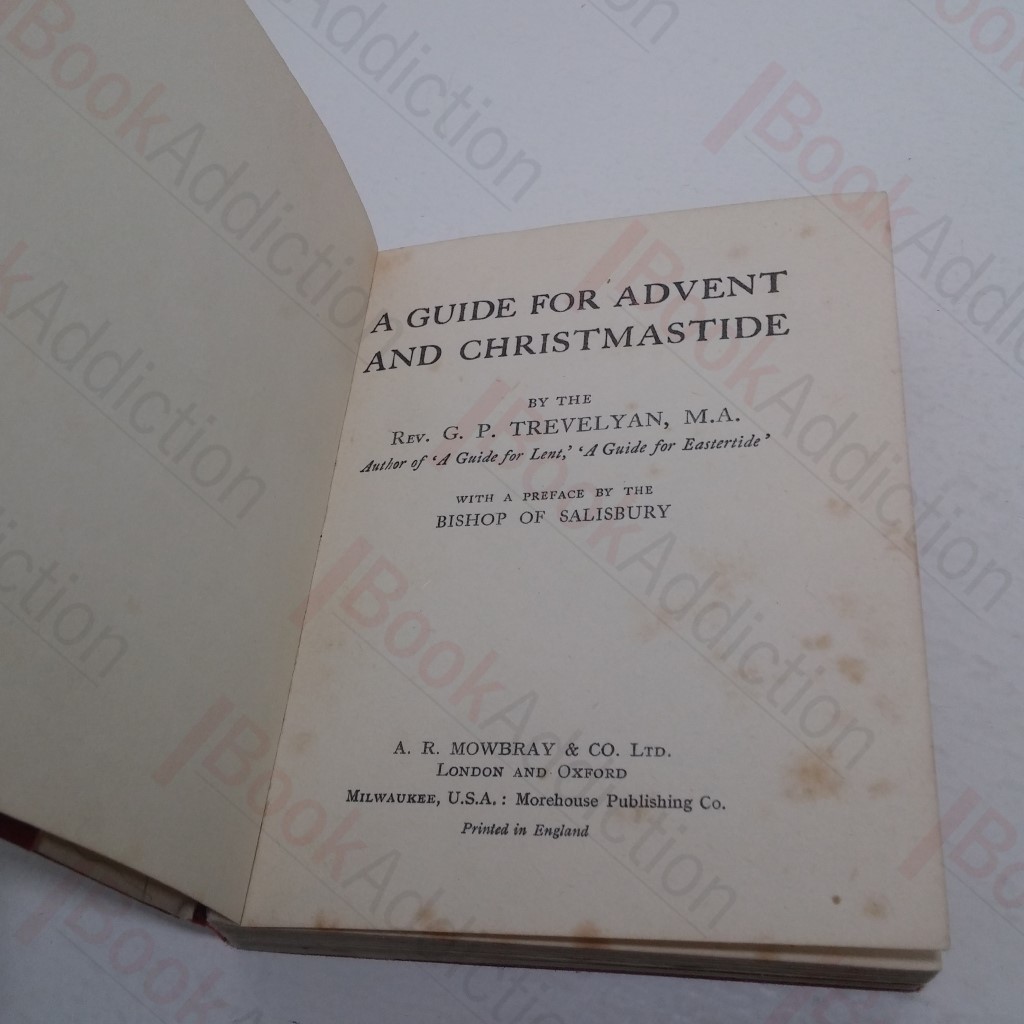 A GUIDE FOR ADVENT
AND CHRISTMASTIDE
BY THE
REV. G. P. TREVELYAN, M.A.
Author of ‘A Guide for Lent,’ ‘A Guide for Eastertide’
WITH A PREFACE BY THE
BISHOP OF SALISBURY
A. R. MOWBRAY & CO. LTD.
LONDON AND OXFORD
MILWAUKEE, U.S.A. : Morehouse Publishing Co.
Printed in England
BookAddiction